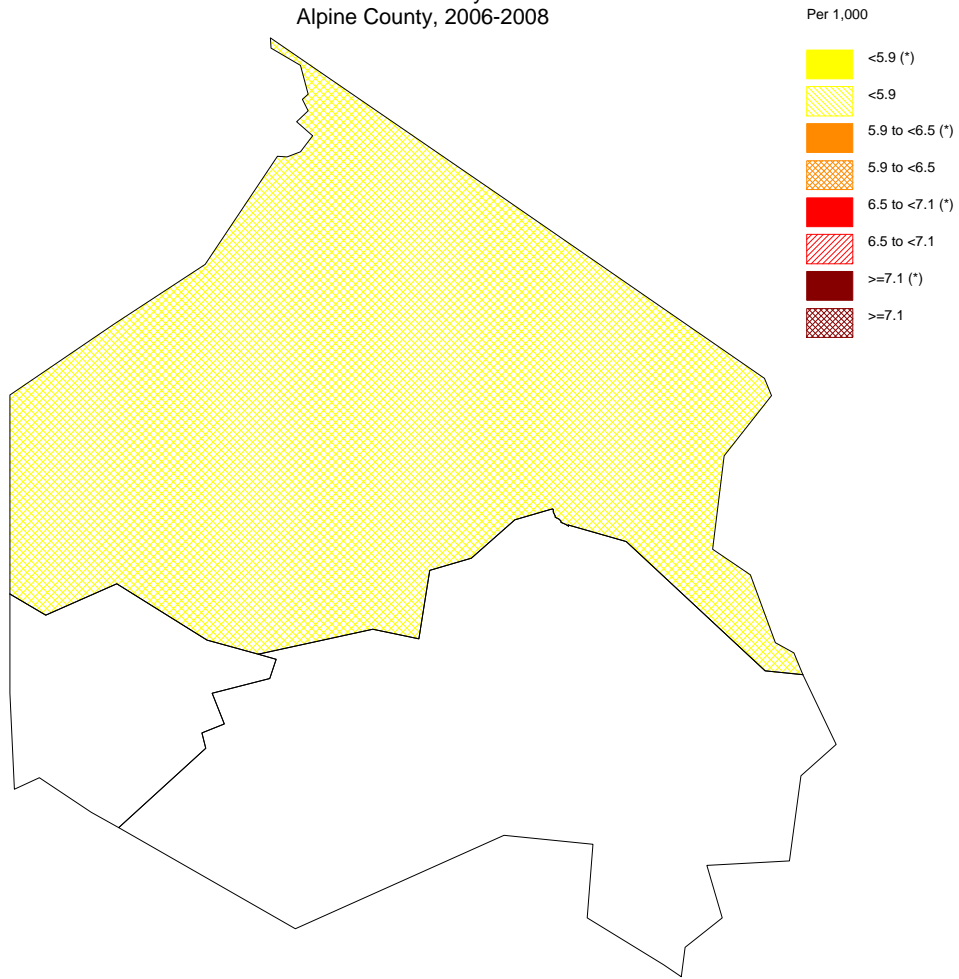 Alpine County, 2006-2008
Per 1,000
<5.9 (*)
<5.9
5.9 to <6.5 (*)
5.9 to <6.5
6.5 to <7.1 (*)
6.5 to <7.1
>=7.1 (*)
>=7.1